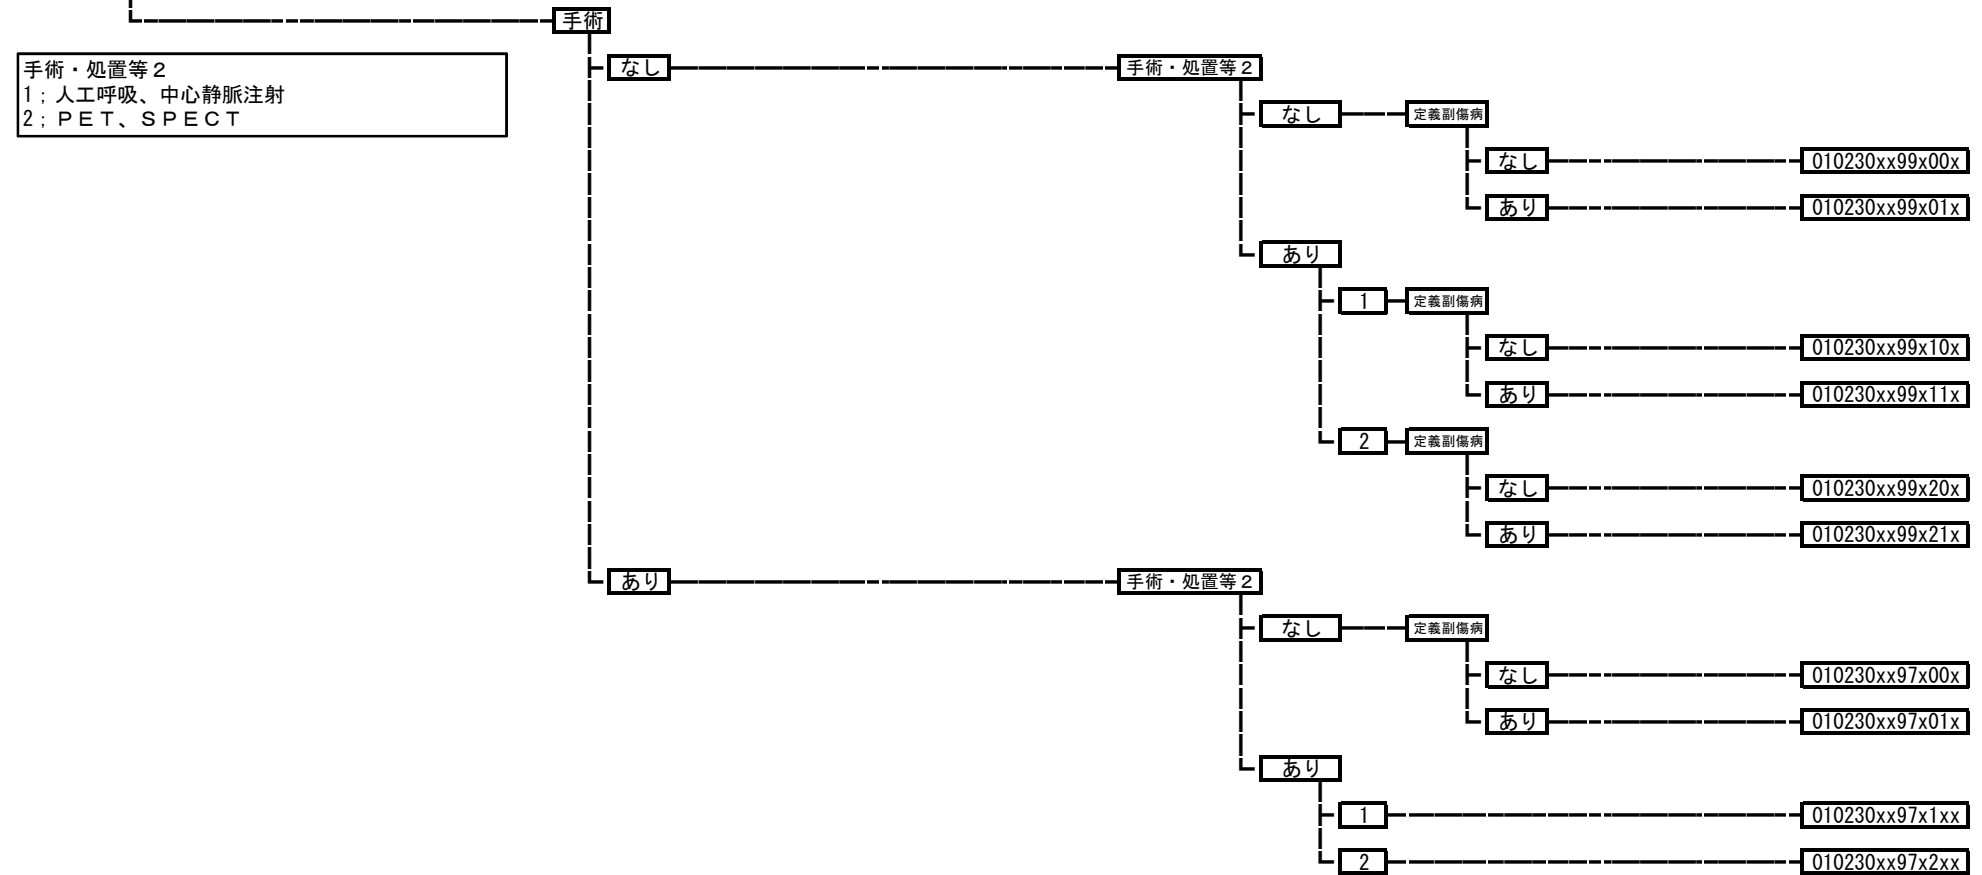 手術
手術・処置等２
1；人工呼吸、中心静脈注射
2；ＰＥＴ、ＳＰＥＣＴ
なし
手術・処置等２
なし
定義副傷病
なし
010230xx99x00x
あり
010230xx99x01x
あり
1
定義副傷病
なし
010230xx99x10x
あり
010230xx99x11x
2
定義副傷病
なし
010230xx99x20x
あり
010230xx99x21x
あり
手術・処置等２
なし
定義副傷病
なし
010230xx97x00x
あり
010230xx97x01x
あり
1
010230xx97x1xx
2
010230xx97x2xx